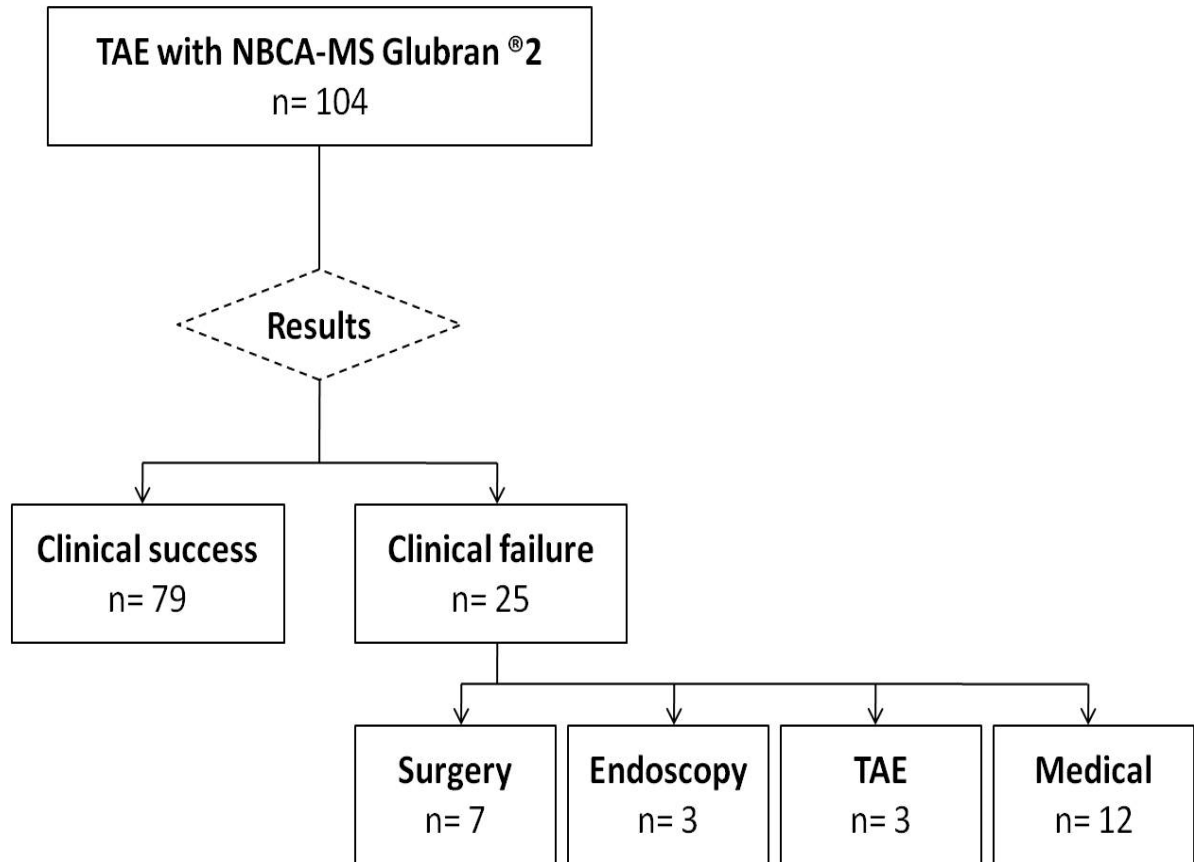 TAE with NBCA-MS Glubran ®2
n= 104
Results
Clinical success
n= 79
Clinical failure
n= 25
Surgery
n= 7
Endoscopy
n= 3
TAE
n= 3
Medical
n= 12